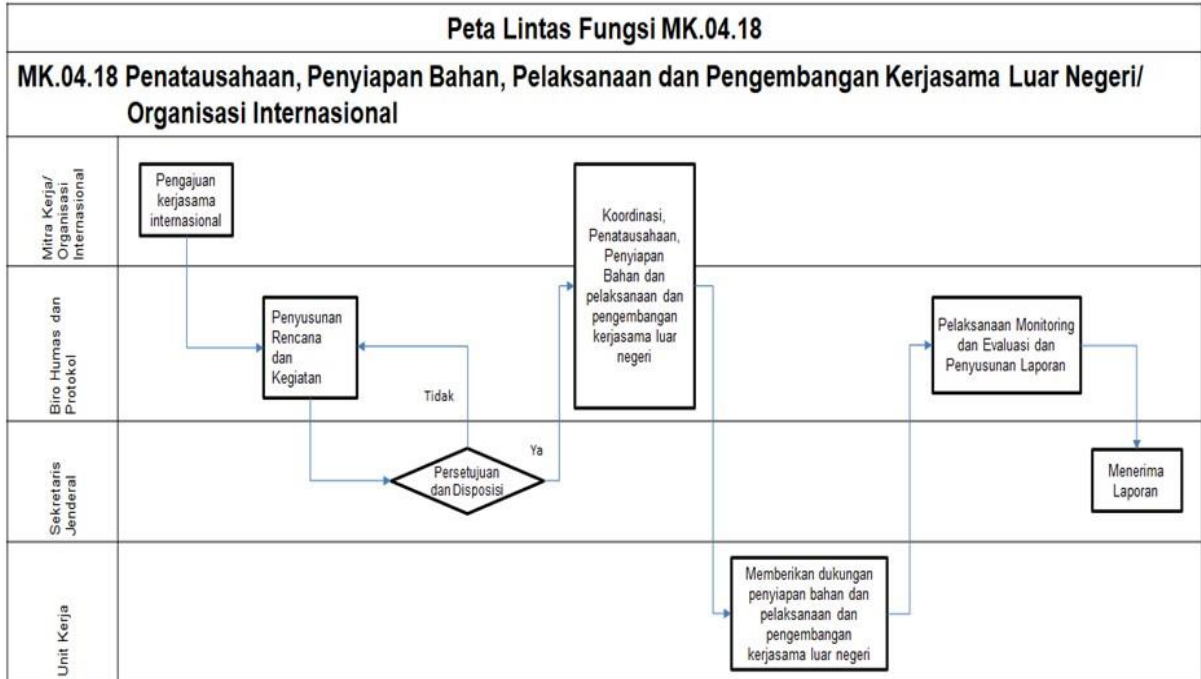 Peta Lintas Fungsi MK.04.18
MK.04.18 Penatausahaan, Penyiapan Bahan, Pelaksanaan dan Pengembangan Kerjasama Luar Negeri/
Organisasi Internasional
Mitra Kerja/
Organisasi
Internasional
Pengajuan
kerjasama
internasional
Koordinasi,
Penatausahaan,
Penyiapan
Bahan dan
pelaksanaan dan
pengembangan
kerjasama luar
negeri
Biro Humas dan
Protokol
Penyusunan
Rencana
dan
Kegiatan
Tidak
Pelaksanaan Monitoring
dan Evaluasi dan
Penyusunan Laporan
Sekretaris
Jenderal
Persetujuan
dan Disposisi
Ya
Menerima
Laporan
Unit Kerja
Memberikan dukungan
penyiapan bahan dan
pelaksanaan dan
pengembangan
kerjasama luar negeri